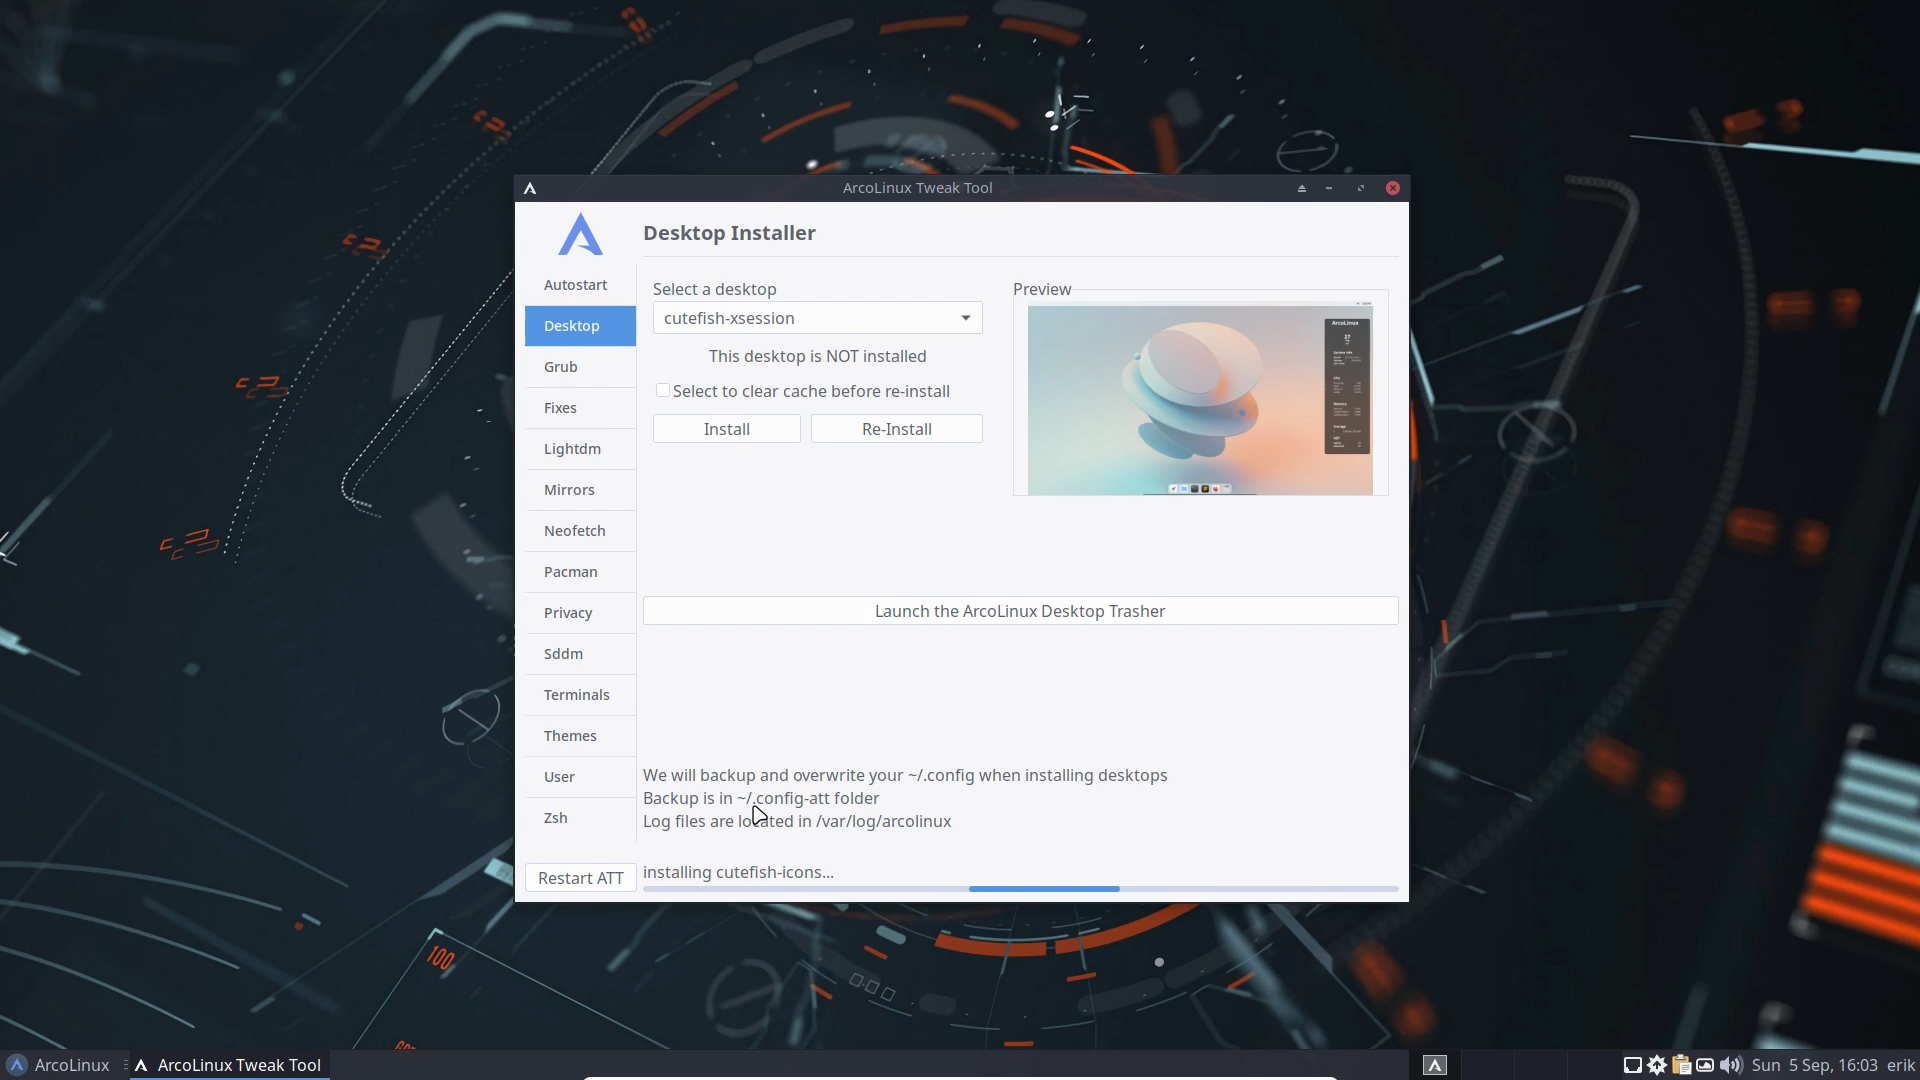 ArcoLinux Tweak Tool
Desktop Installer
Autostart
Desktop
Grub
Fixes
Lightdm
Mirrors
Neofetch
Pacman
Privacy
Sddm
Terminals
Themes
User
Zsh
Restart ATT
Select a desktop
cutefish-xsession
This desktop is NOT installed
Select to clear cache before re-install
Install
Re-Install
Preview
ArcoLinux
Launch the ArcoLinux Desktop Trasher
We will backup and overwrite your ~/.config when installing desktops
Backup is in ~/.config-att folder
Log files are located in /var/log/arcolinux
installing cutefish-icons...
100
ArcoLinux
ArcoLinux Tweak Tool
Sun 5 Sep, 16:03 erik